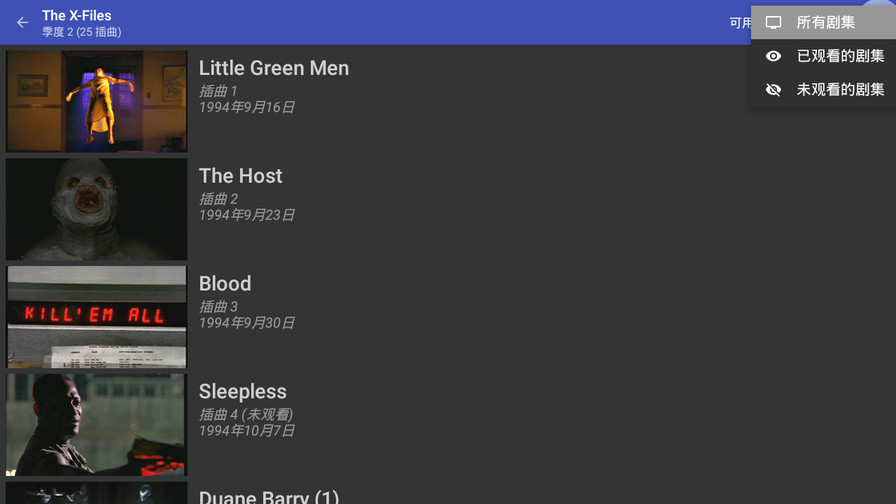 The X-Files
季度 2 (25 插曲)
可用
所有剧集
已观看的剧集
未观看的剧集
Little Green Men
插曲 1
1994年9月16日
The Host
插曲 2
1994年9月23日
Blood
插曲 3
1994年9月30日
KILL'EM ALL
Sleepless
插曲 4 (未观看)
1994年10月7日
Duane Barry (1)